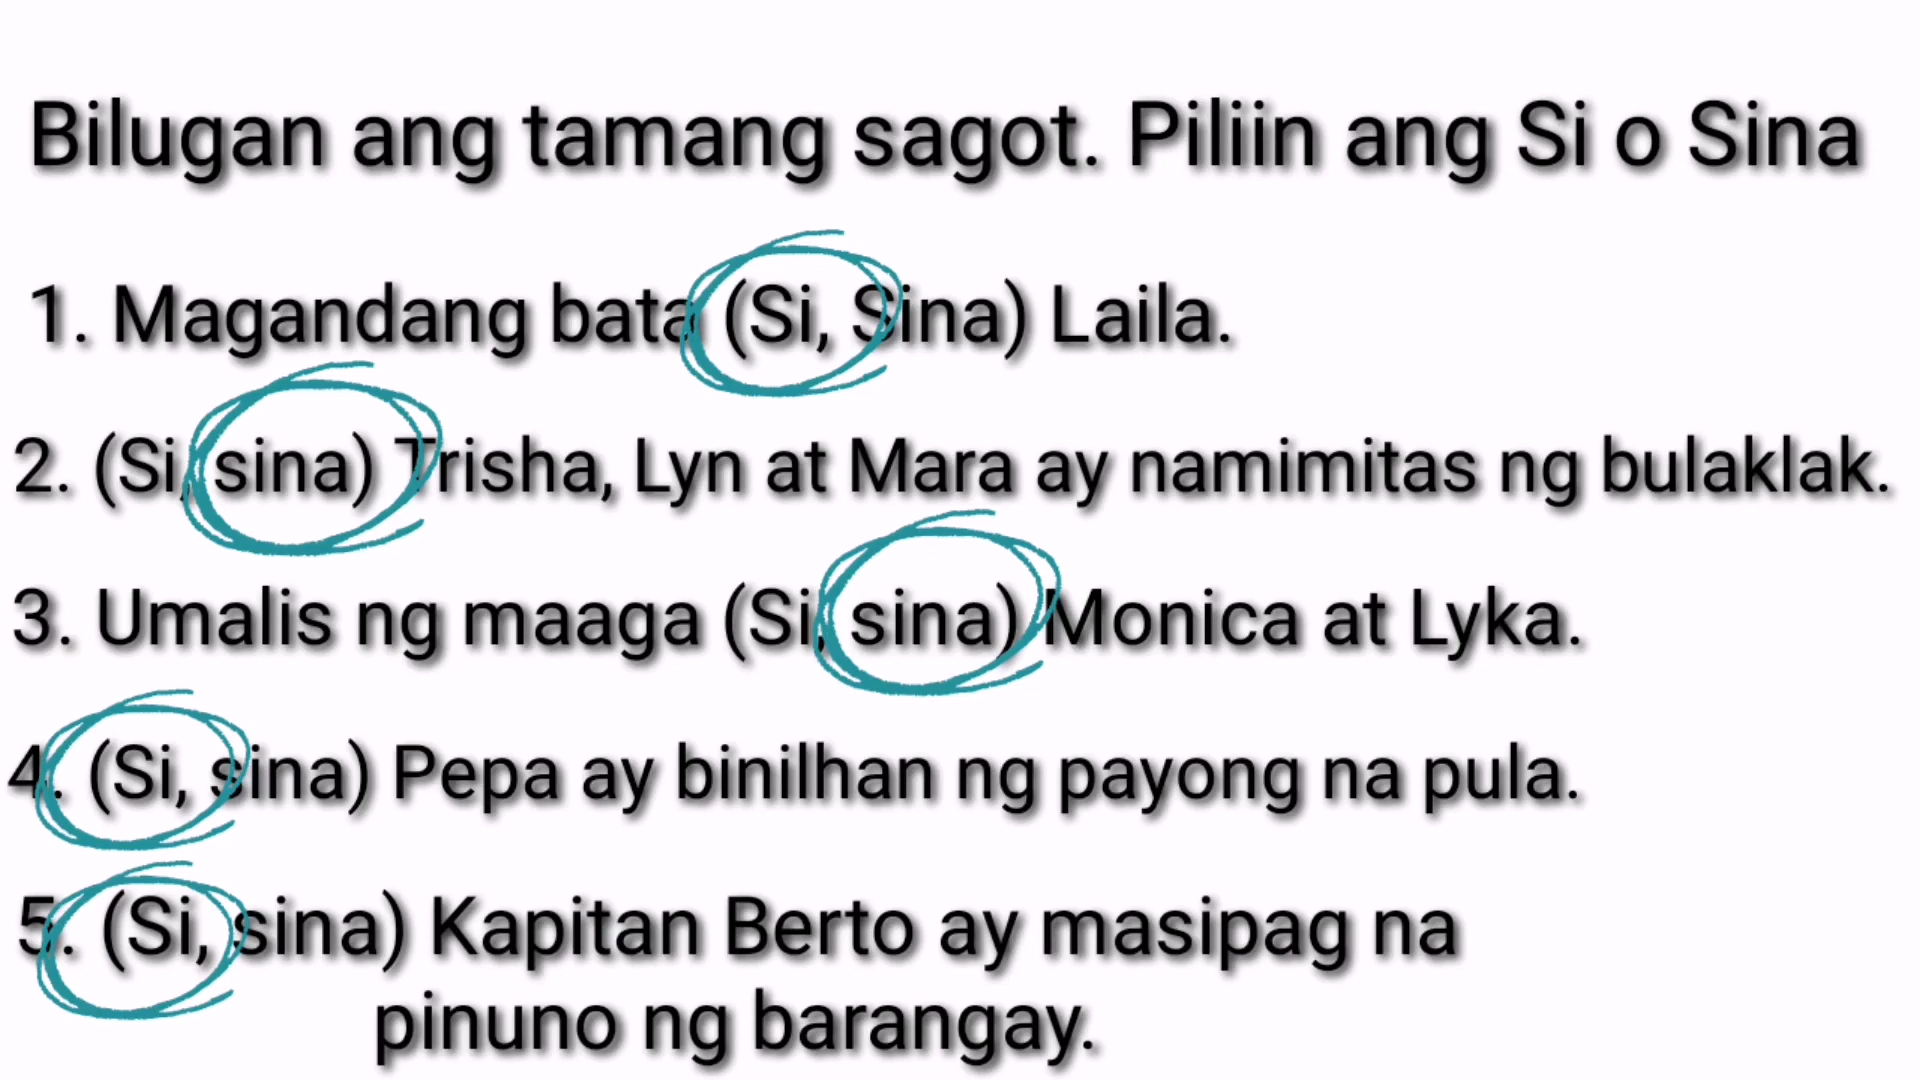 Bilugan ang tamang sagot. Piliin ang Si o Sina
1. Magandang bata (Si, Sina) Laila.
2. (Si, sina) Trisha, Lyn at Mara ay namimitas ng bulaklak.
3. Umalis ng maaga (Si, sina) Monica at Lyka.
4. (Si, sina) Pepa ay binilhan ng payong na pula.
5. (Si, sina) Kapitan Berto ay masipag na
pinuno ng barangay.